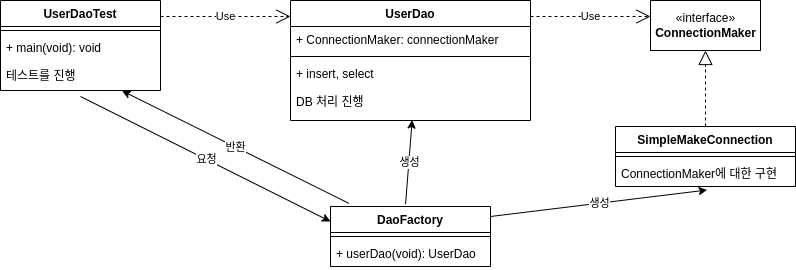 UserDaoTest
+ main(void): void
테스트를 진행
Use
UserDao
+ ConnectionMaker: connectionMaker
+ insert, select
DB 처리 진행
Use
«interface»
ConnectionMaker
SimpleMakeConnection
ConnectionMaker에 대한 구현
반환
요청
생성
생성
DaoFactory
+ userDao(void): UserDao